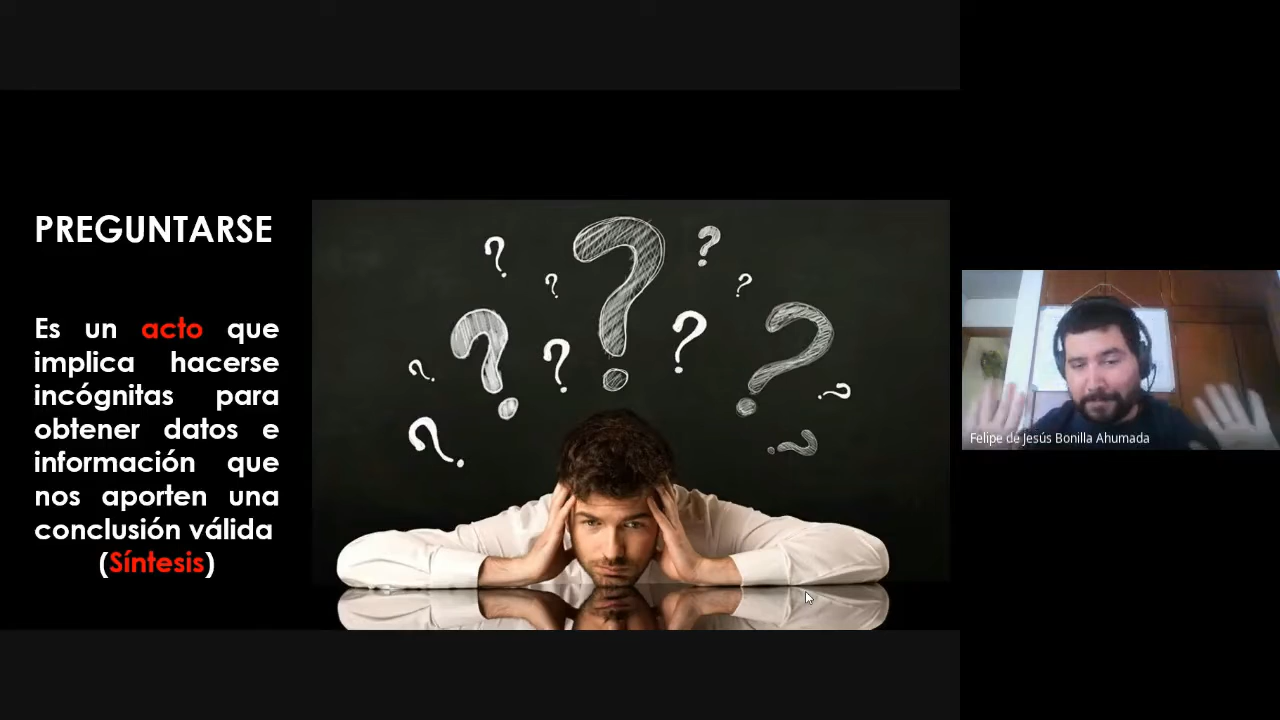 PREGUNTARSE
Es un acto que
implica hacerse
incógnitas para
obtener datos e
información que
nos aporten una
conclusión válida
(Síntesis)
Felipe de Jesús Bonilla Ahumada